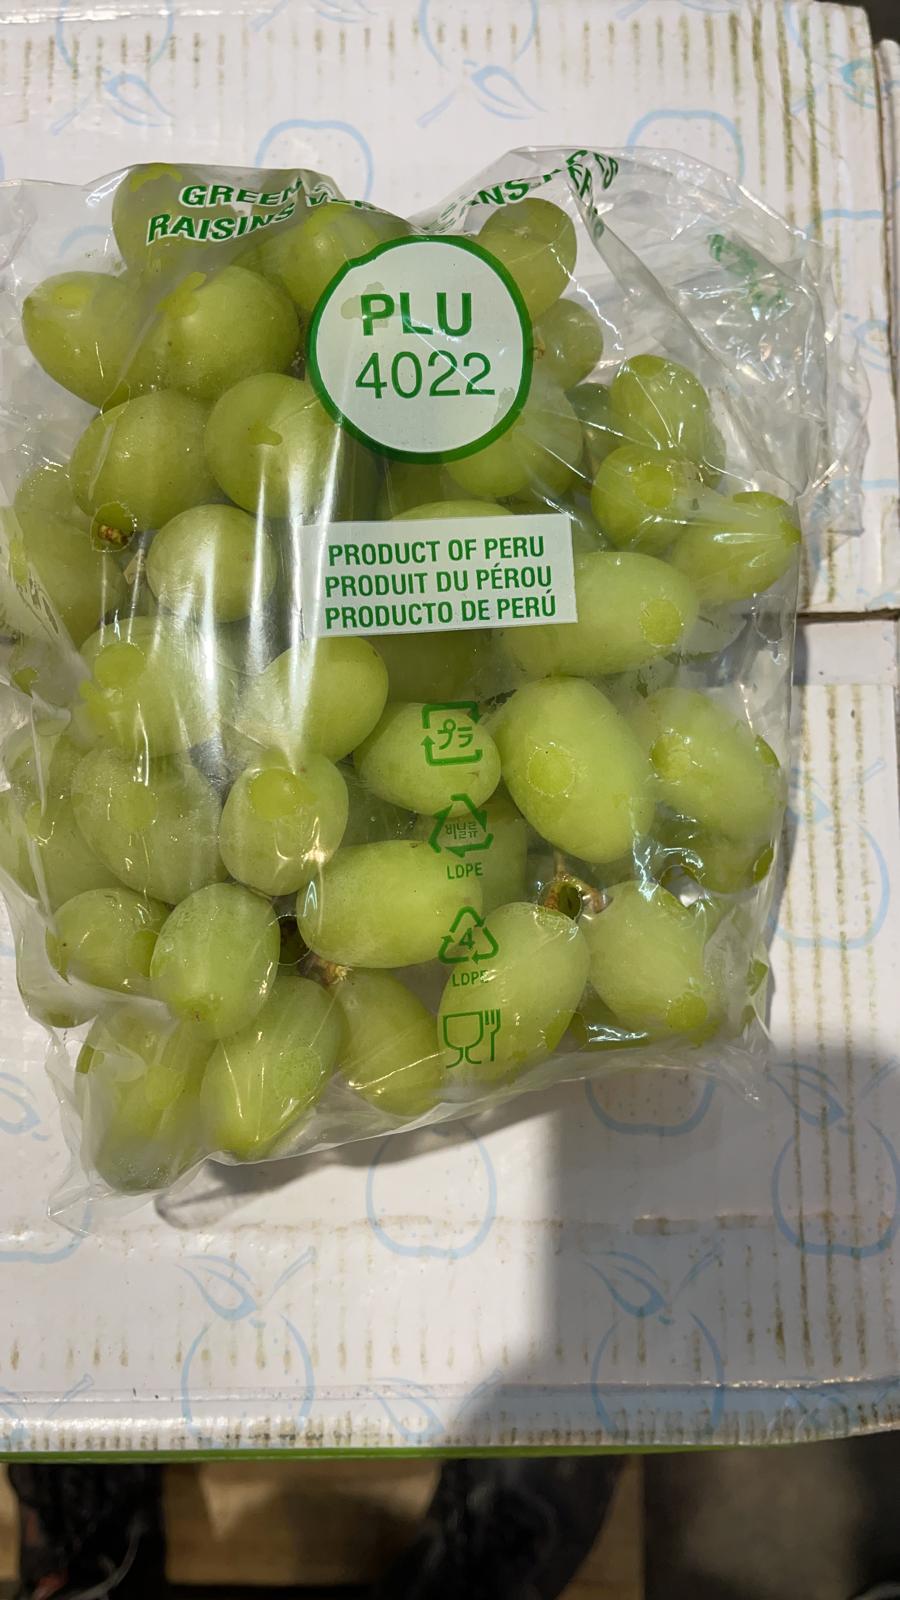 GREEN
RAISINS VER
PLU
4022
PRODUCT OF PERU
PRODUIT DU PÉROU
PRODUCTO DE PERÚ
プラ
비닐류
LDPE
4
LDPE